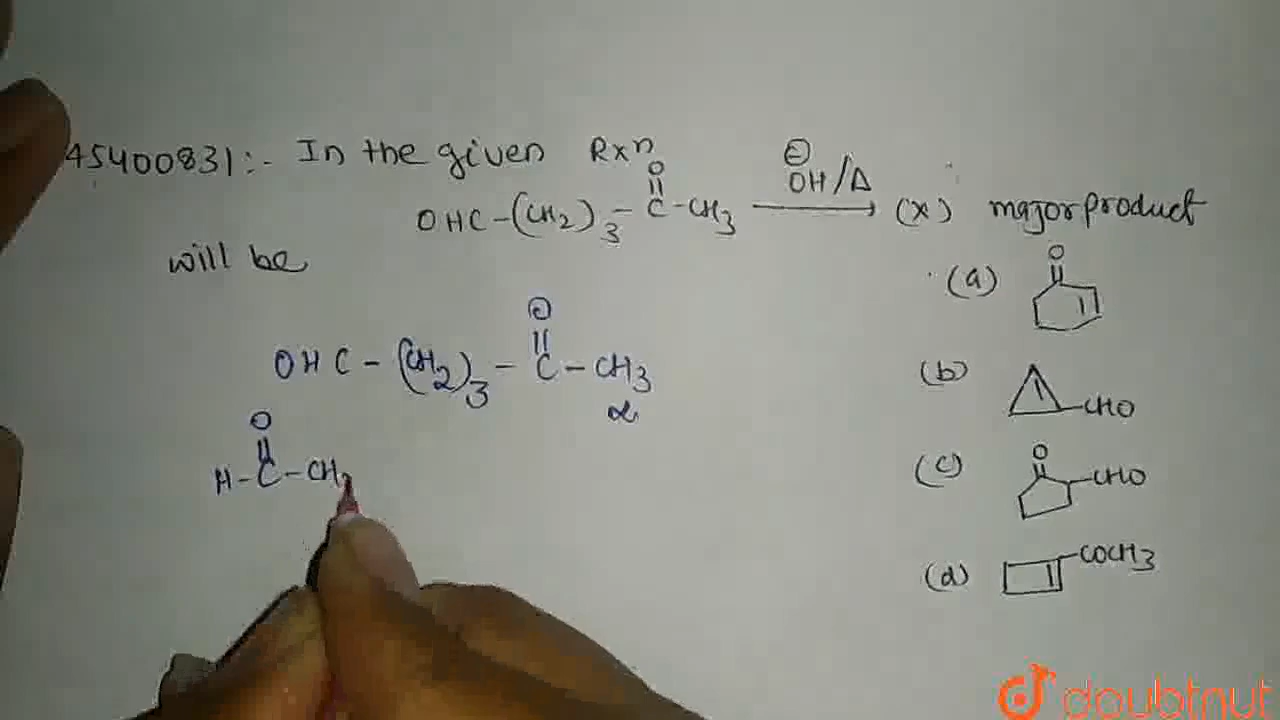 45400831:- In the given Rxn
O
||
OHC-(CH2)3-C-CH3 ⊖OH/Δ (x) major product
will be
(a) O
O
||
OHC-(CH2)3-C-CH3
α
(b) CHO
O
||
H-C-CH2
(c) O CHO
(d) COCH3
doubtnut